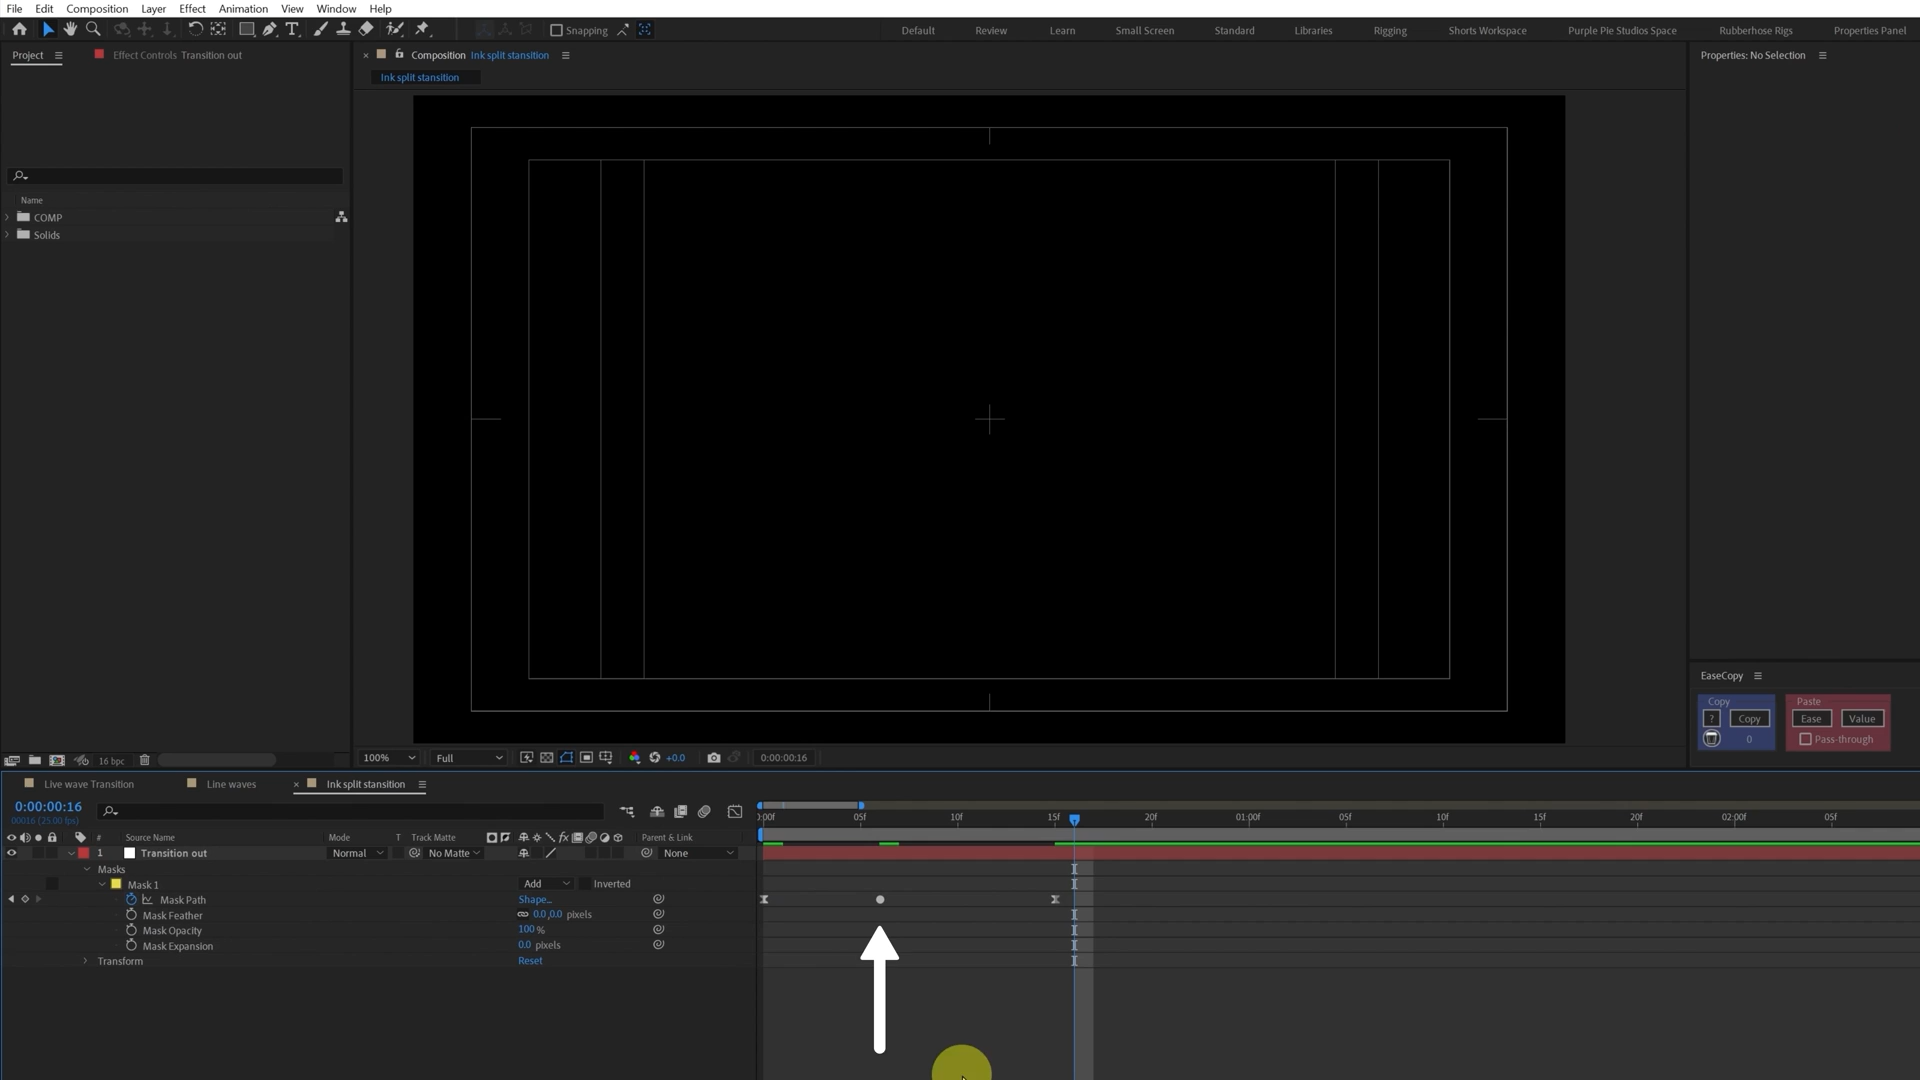 File Edit Composition Layer Effect Animation View Window Help
Snapping Default Review Learn Small Screen Standard Libraries Rigging Shorts Workspace Purple Pie Studios Space Rubberhose Rigs Properties Panel
Project Effect Controls Transition out × Composition Ink split stansition Properties: No Selection
Ink split stansition
Name
COMP
Solids
EaseCopy
Copy Paste
? Copy Ease Value
0 Pass-through
16 bpc 100% Full +0.0 0:00:00:16
Live wave Transition Line waves × Ink split stansition
0:00:00:16
00016 (25.00 fps)
0:00f 05f 10f 15f 20f 01:00f 05f 10f 15f 20f 02:00f 05f
# Source Name Mode T Track Matte fx Parent & Link
1 Transition out Normal No Matte None
Masks
Mask 1 Add Inverted
Mask Path Shape...
Mask Feather 0.0,0.0 pixels
Mask Opacity 100 %
Mask Expansion 0.0 pixels
Transform Reset